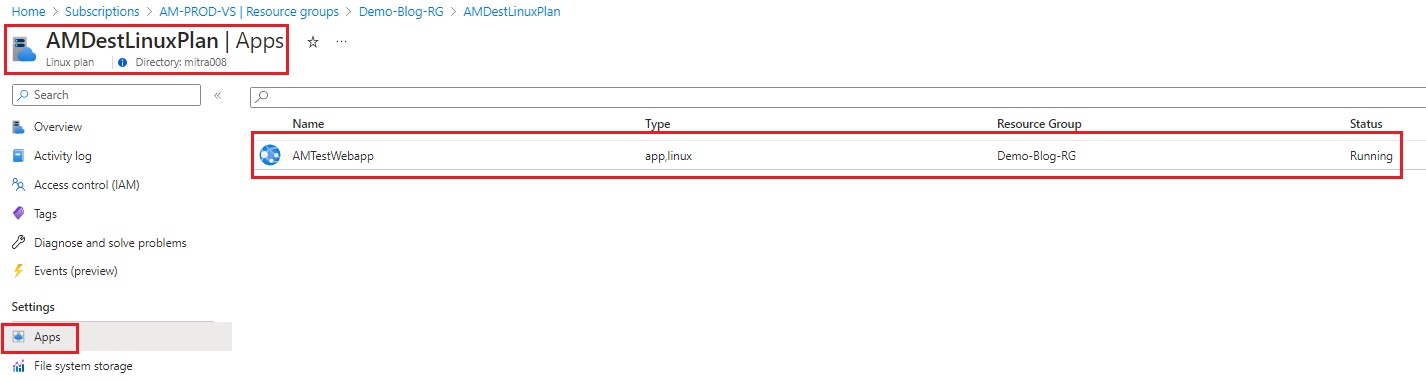 Home > Subscriptions > AM-PROD-VS | Resource groups > Demo-Blog-RG > AMDestLinuxPlan
AMDestLinuxPlan | Apps ☆ ...
Linux plan Directory: mitra008
Search «
Name Type Resource Group Status
AMTestWebapp app,linux Demo-Blog-RG Running
Overview
Activity log
Access control (IAM)
Tags
Diagnose and solve problems
Events (preview)
Settings
Apps
File system storage